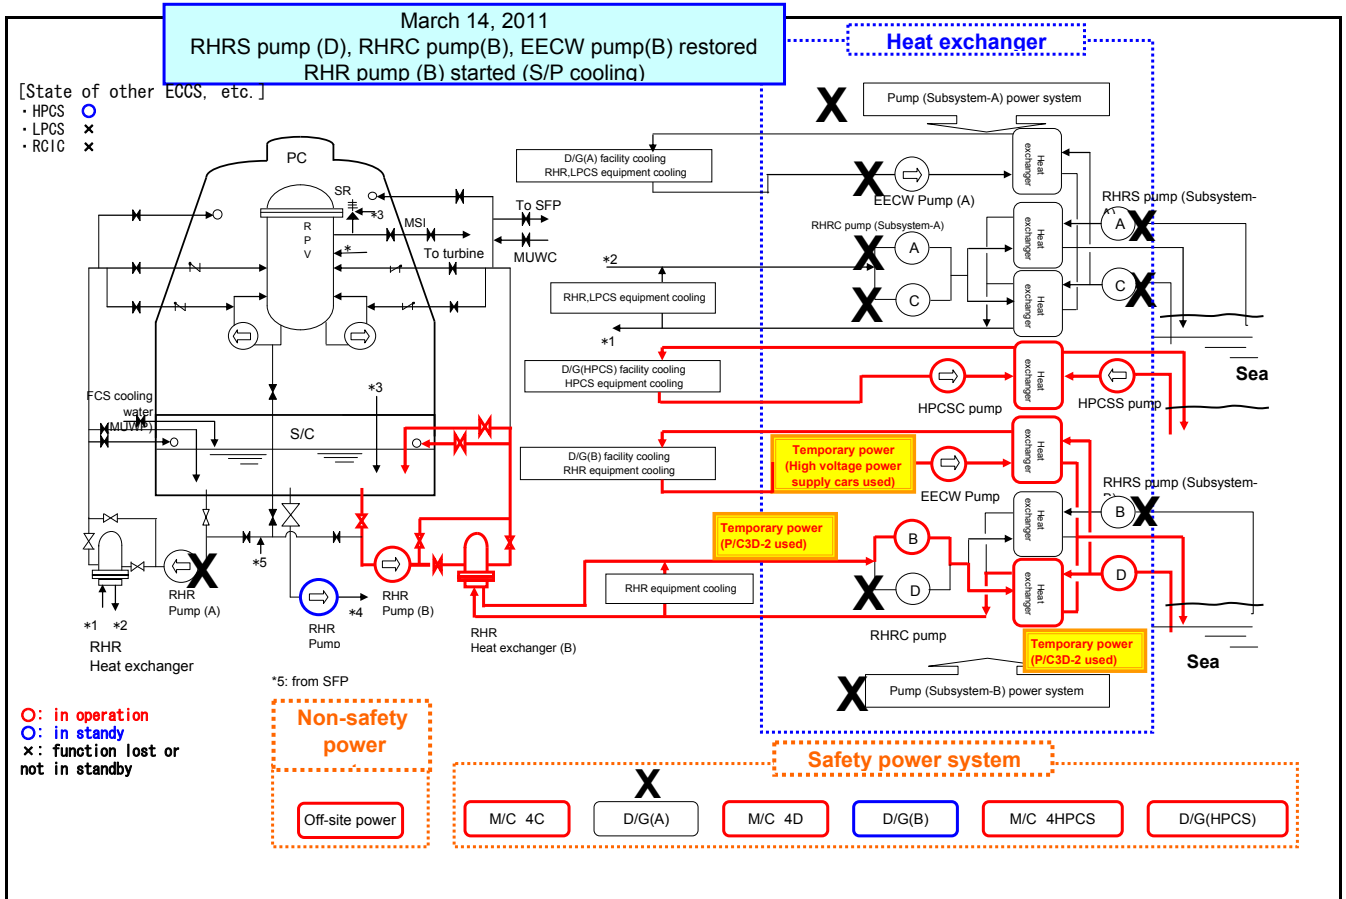 March 14, 2011
RHRS pump (D), RHRC pump(B), EECW pump(B) restored
RHR pump (B) started (S/P cooling)
Heat exchanger
[State of other ECCS, etc.]
・HPCS ○
・LPCS ×
・RCIC ×
PC
SR
*3
MSI
To turbine
R
P
V
*
To SFP
MUWC
FCS cooling
water
(MUWP)
*3
S/C
*5
*4
RHR
Pump (A)
RHR
Pump
RHR
Pump (B)
*1 *2
RHR
Heat exchanger
RHR
Heat exchanger (B)
*5: from SFP
X
Pump (Subsystem-A) power system
D/G(A) facility cooling
RHR,LPCS equipment cooling
X
EECW Pump (A)
Heat
exchanger
RHRS pump (Subsystem-
A
X
RHRC pump (Subsystem-A)
X
A
Heat
exchanger
*2
RHR,LPCS equipment cooling
X
C
Heat
exchanger
C
X
*1
Sea
D/G(HPCS) facility cooling
HPCS equipment cooling
HPCSC pump
Heat
exchanger
HPCSS pump
D/G(B) facility cooling
RHR equipment cooling
Temporary power
(High voltage power
supply cars used)
EECW Pump
Heat
exchanger
RHRS pump (Subsystem-
B
X
Temporary power
(P/C3D-2 used)
B
Heat
exchanger
RHR equipment cooling
X
D
Heat
exchanger
D
RHRC pump
Temporary power
(P/C3D-2 used)
Sea
X
Pump (Subsystem-B) power system
○: in operation
○: in standy
×: function lost or
not in standby
Non-safety
power
Off-site power
Safety power system
X
M/C 4C
D/G(A)
M/C 4D
D/G(B)
M/C 4HPCS
D/G(HPCS)